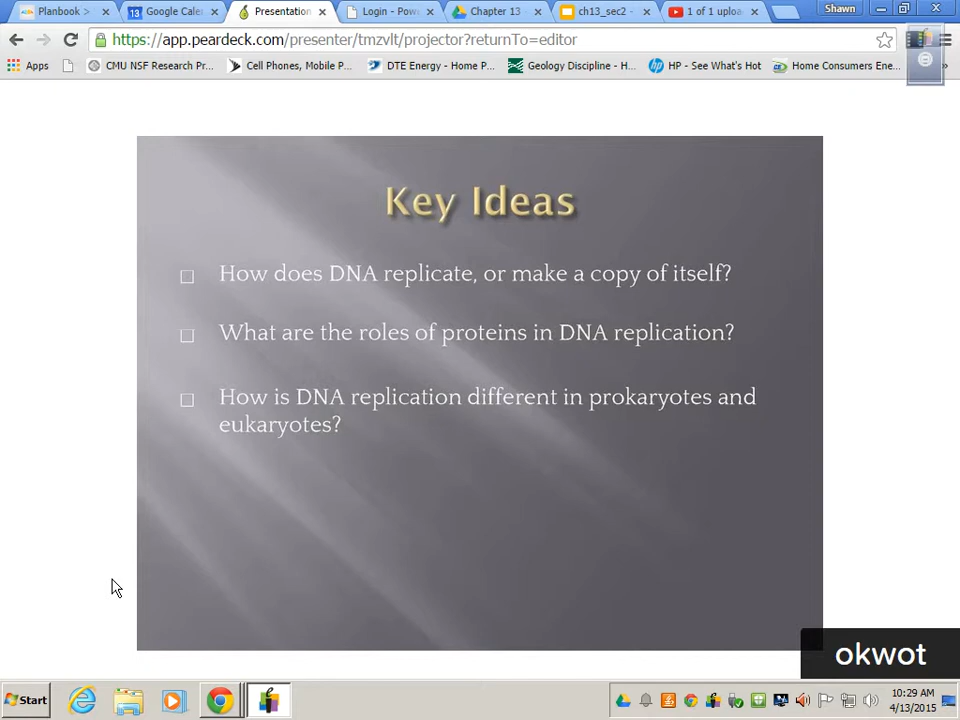 Planbook >
Google Cale
Presentation
Login - Pow
Chapter 13
ch13_sec2 -
1 of 1 uploa
Shawn
13
https://app.peardeck.com/presenter/tmzvlt/projector?returnTo=editor
Apps
CMU NSF Research Pr...
Cell Phones, Mobile P...
DTE Energy - Home P...
Geology Discipline - H...
HP - See What's Hot
Home Consumers Ene...
»
Key Ideas
How does DNA replicate, or make a copy of itself?
What are the roles of proteins in DNA replication?
How is DNA replication different in prokaryotes and
eukaryotes?
okwot
Start
10:29 AM
4/13/2015